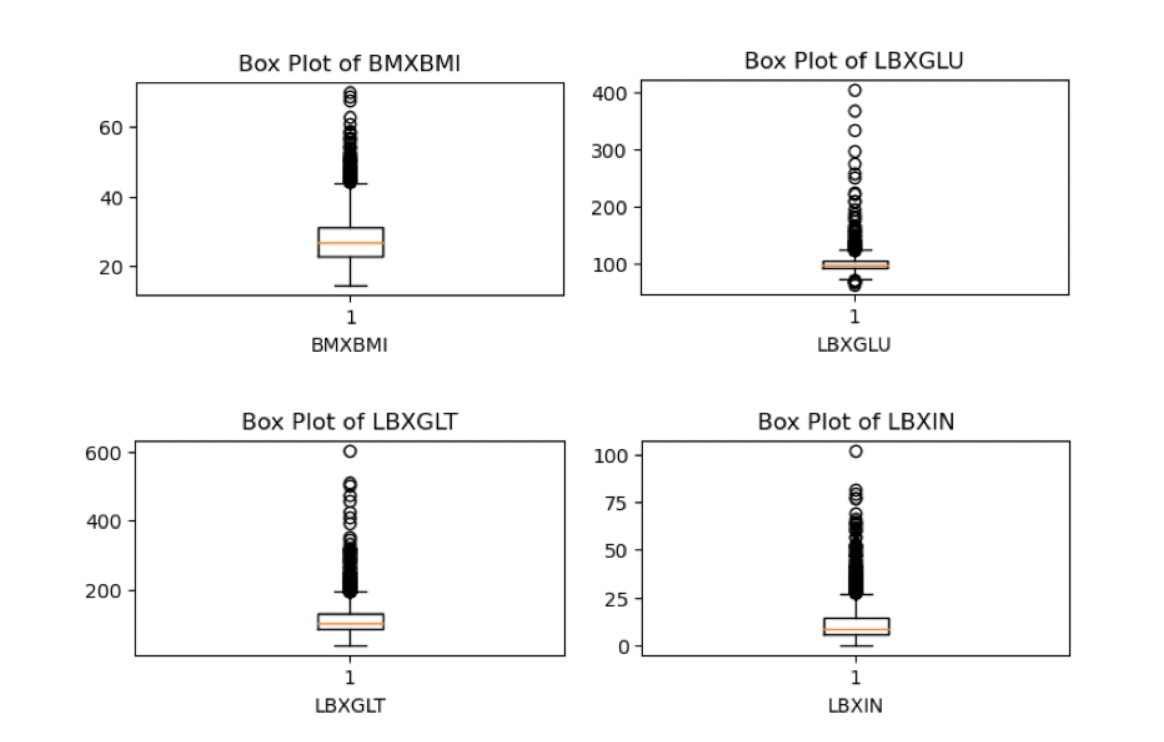 Box Plot of BMXBMI
60
40
20
1
BMXBMI
Box Plot of LBXGLU
400
300
200
100
1
LBXGLU
Box Plot of LBXGLT
600
400
200
1
LBXGLT
Box Plot of LBXIN
100
75
50
25
0
1
LBXIN